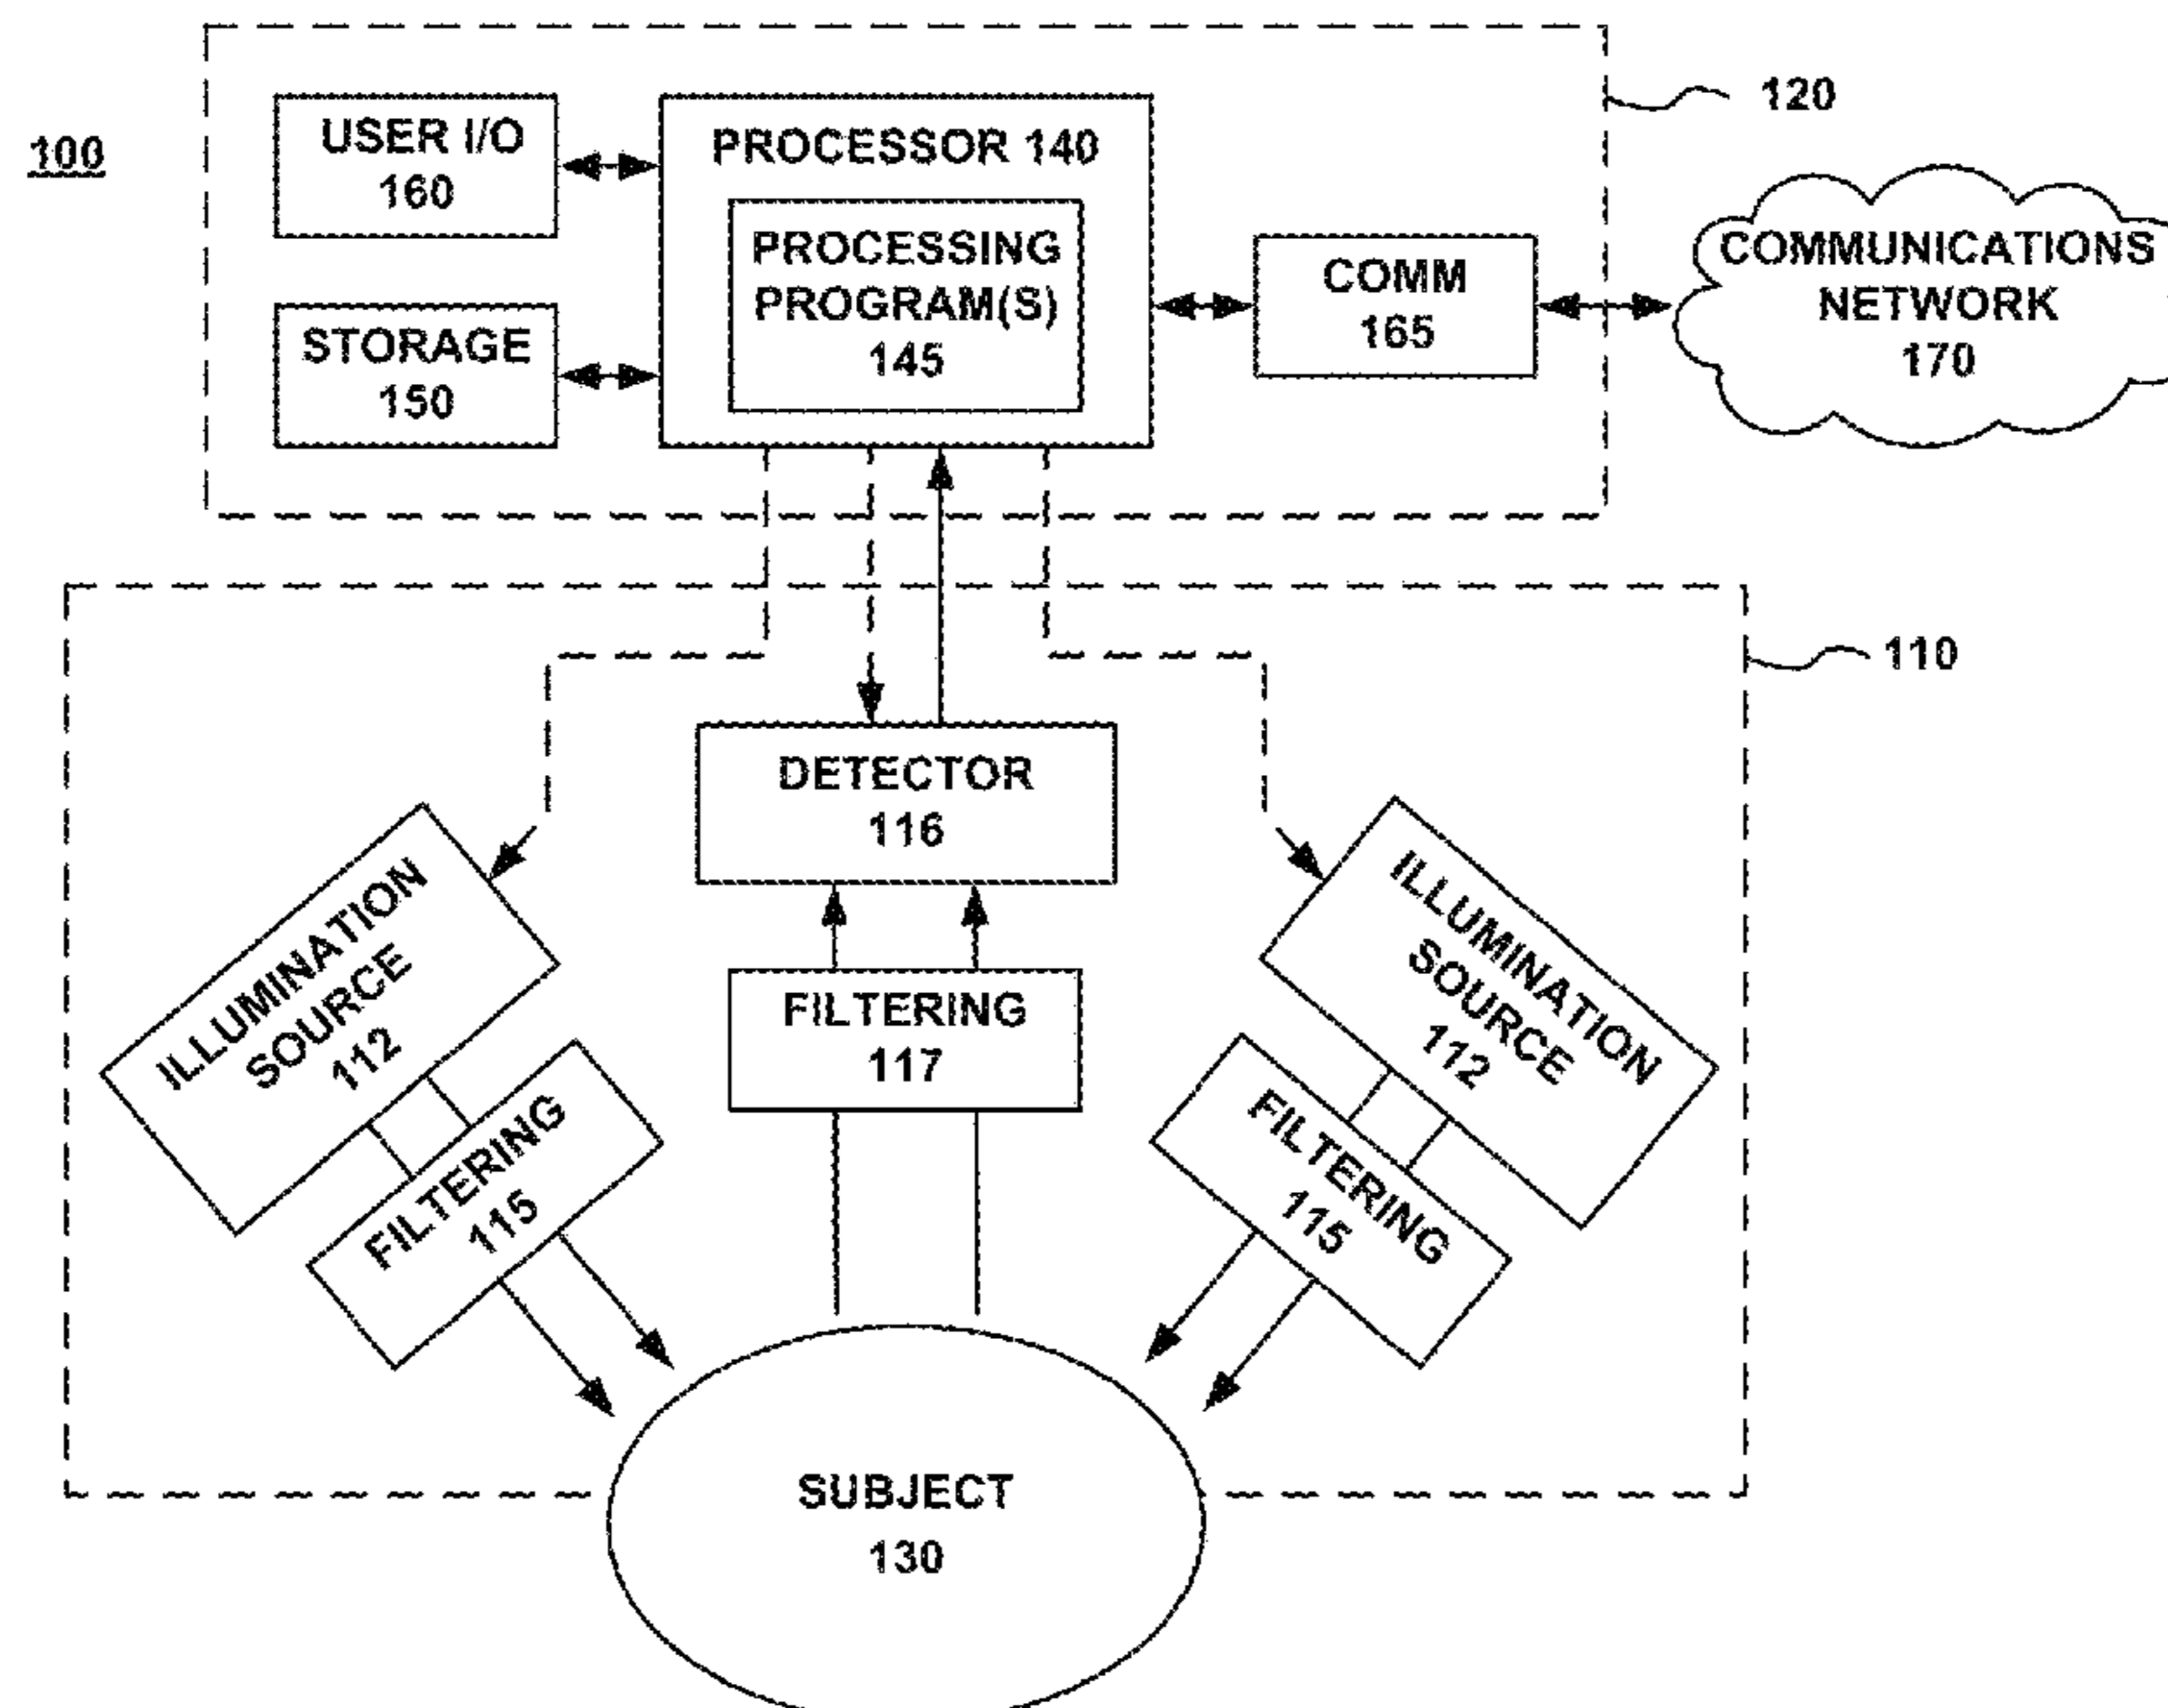 100
USER I/O
160
PROCESSOR 140
PROCESSING
PROGRAM(S)
145
STORAGE
150
COMM
165
120
COMMUNICATIONS
NETWORK
170
110
DETECTOR
116
ILLUMINATION
SOURCE
112
FILTERING
115
FILTERING
117
ILLUMINATION
SOURCE
112
FILTERING
115
SUBJECT
130